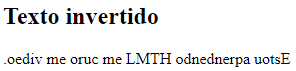 Texto invertido
.oediv me oruc me LMTH odnednerpa uotsE